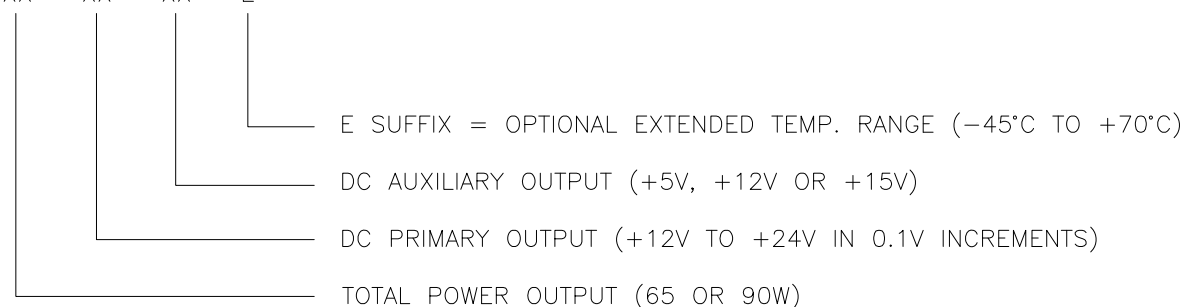 E SUFFIX = OPTIONAL EXTENDED TEMP. RANGE (−45°C TO +70°C)
DC AUXILIARY OUTPUT (+5V, +12V OR +15V)
DC PRIMARY OUTPUT (+12V TO +24V IN 0.1V INCREMENTS)
TOTAL POWER OUTPUT (65 OR 90W)